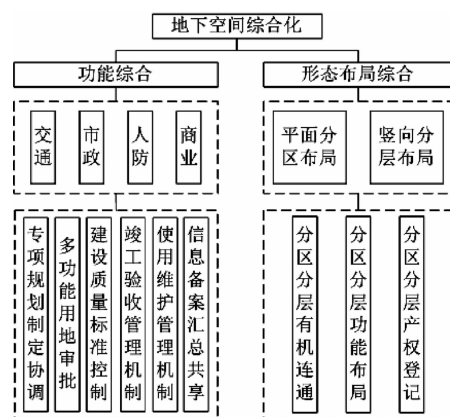 地下空间综合化
功能综合
形态布局综合
交通
市政
人防
商业
平面分
区布局
竖向分
层布局
专项规划制定协调
多功能用地审批
建设质量标准控制
竣工验收管理机制
使用维护管理机制
信息备案汇总共享
分区分层有机连通
分区分层功能布局
分区分层产权登记